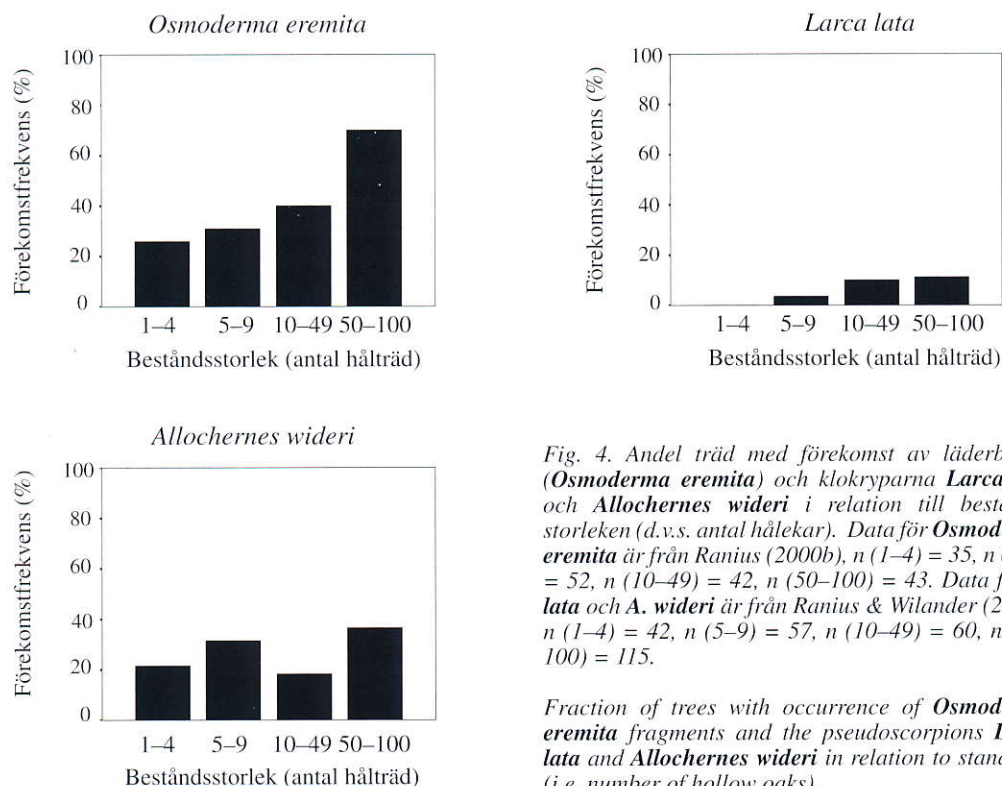 Osmoderma eremita
Förekomstfrekvens (%)
100
80
60
40
20
0
1–4 5–9 10–49 50–100
Beståndsstorlek (antal hålträd)
Larca lata
Förekomstfrekvens (%)
100
80
60
40
20
0
1–4 5–9 10–49 50–100
Beståndsstorlek (antal hålträd)
Allochernes wideri
Förekomstfrekvens (%)
100
80
60
40
20
0
1–4 5–9 10–49 50–100
Beståndsstorlek (antal hålträd)
Fig. 4. Andel träd med förekomst av
(Osmoderma eremita) och klokryparna Larca
och Allochernes wideri i relation till
storleken (d.v.s. antal hålekar). Data för
eremita är från Ranius (2000b), n (1–4) = 35, n
= 52, n (10–49) = 42, n (50–100) = 43. Data
lata och A. wideri är från Ranius & Wilander
n (1–4) = 42, n (5–9) = 57, n (10–49) = 60,
100) = 115.
Fraction of trees with occurrence of
eremita fragments and the pseudoscorpions
lata and Allochernes wideri in relation to stand
(i.e. number of hollow oaks)